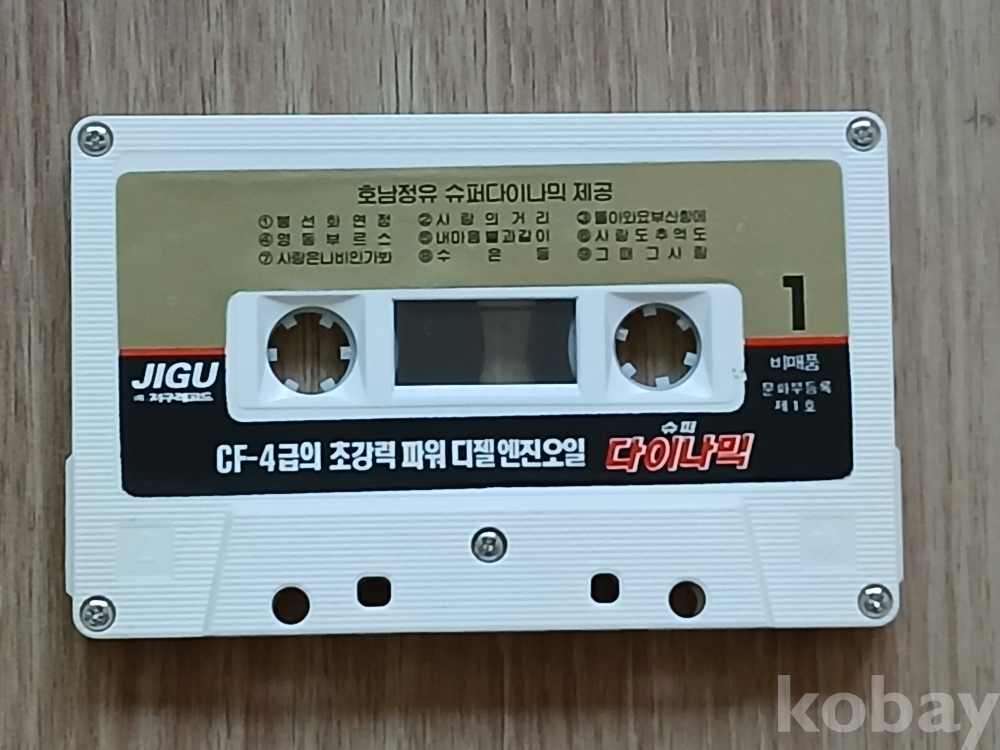 호남정유 슈퍼다이나믹 제공
①봉선화연정 ②사랑의거리 ③돌아와요부산항에
④영동부르스 ⑤내마음별과같이 ⑥사랑도추억도
⑦사랑은나비인가봐 ⑧수은등 ⑨그때그사람
1
JIGU
㈜ 지구레코드
비매품
문화부등록
제1호
CF-4급의 초강력 파워 디젤 엔진오일
슈퍼
다이나믹
A
kobay